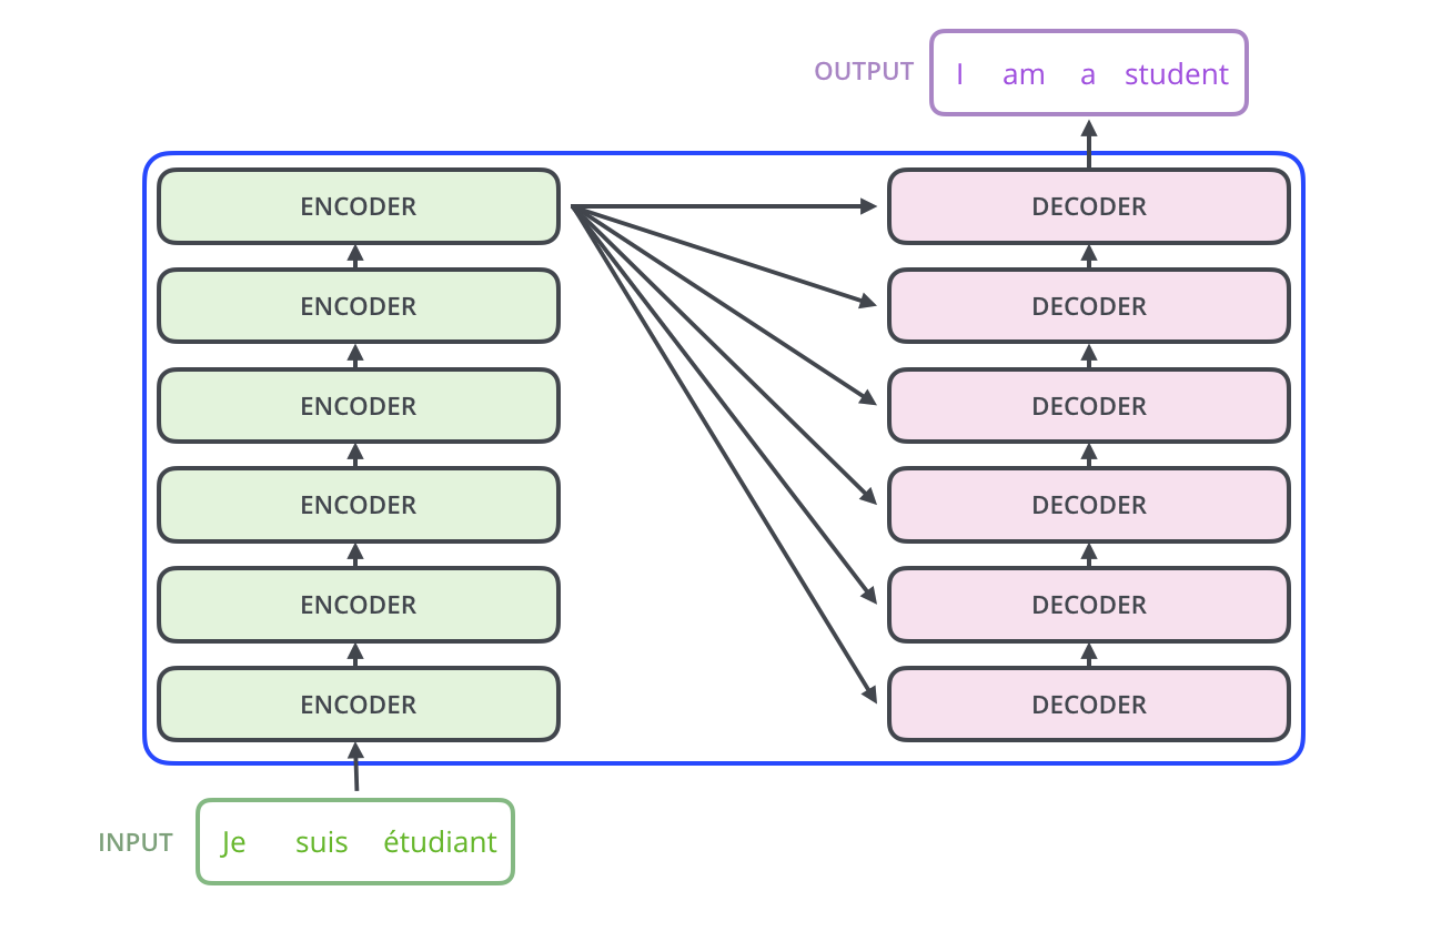 OUTPUT
I am a student
ENCODER DECODER
ENCODER DECODER
ENCODER DECODER
ENCODER DECODER
ENCODER DECODER
ENCODER DECODER
INPUT
Je suis étudiant